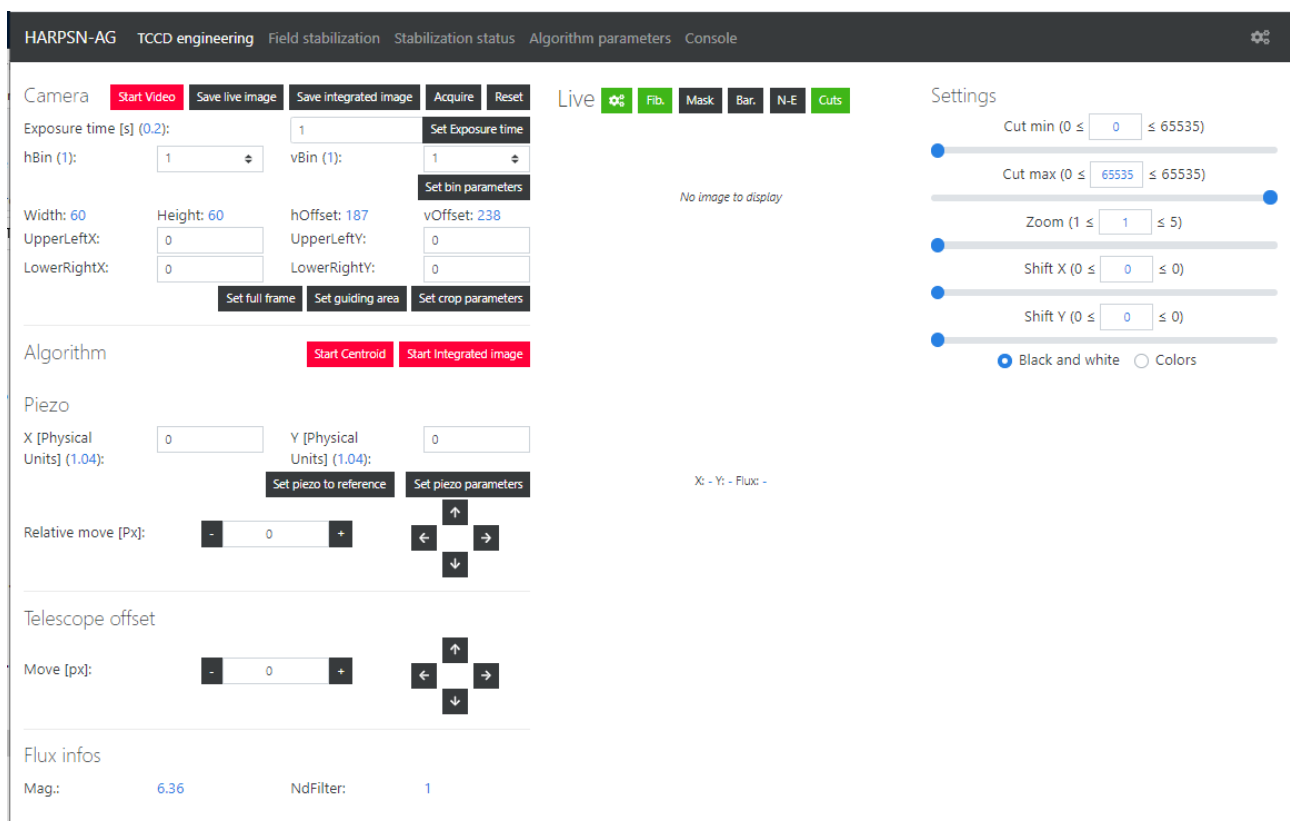 HARPSN-AG TCCD engineering Field stabilization Stabilization status Algorithm parameters Console
Camera Start Video Save live image Save integrated image Acquire Reset
Exposure time [s] (0.2): 1 Set Exposure time
hBin (1): 1 vBin (1): 1
Set bin parameters
Width: 60 Height: 60 hOffset: 187 vOffset: 238
UpperLeftX: 0 UpperLeftY: 0
LowerRightX: 0 LowerRightY: 0
Set full frame Set guiding area Set crop parameters
Algorithm Start Centroid Start Integrated image
Piezo
X [Physical Units] (1.04): 0 Y [Physical Units] (1.04): 0
Set piezo to reference Set piezo parameters
Relative move [Px]: - 0 +
Telescope offset
Move [px]: - 0 +
Flux infos
Mag.: 6.36 NdFilter: 1
Live Fib. Mask Bar. N-E Cuts
No image to display
X: - Y: - Flux: -
Settings
Cut min (0 ≤ 0 ≤ 65535)
Cut max (0 ≤ 65535 ≤ 65535)
Zoom (1 ≤ 1 ≤ 5)
Shift X (0 ≤ 0 ≤ 0)
Shift Y (0 ≤ 0 ≤ 0)
Black and white Colors